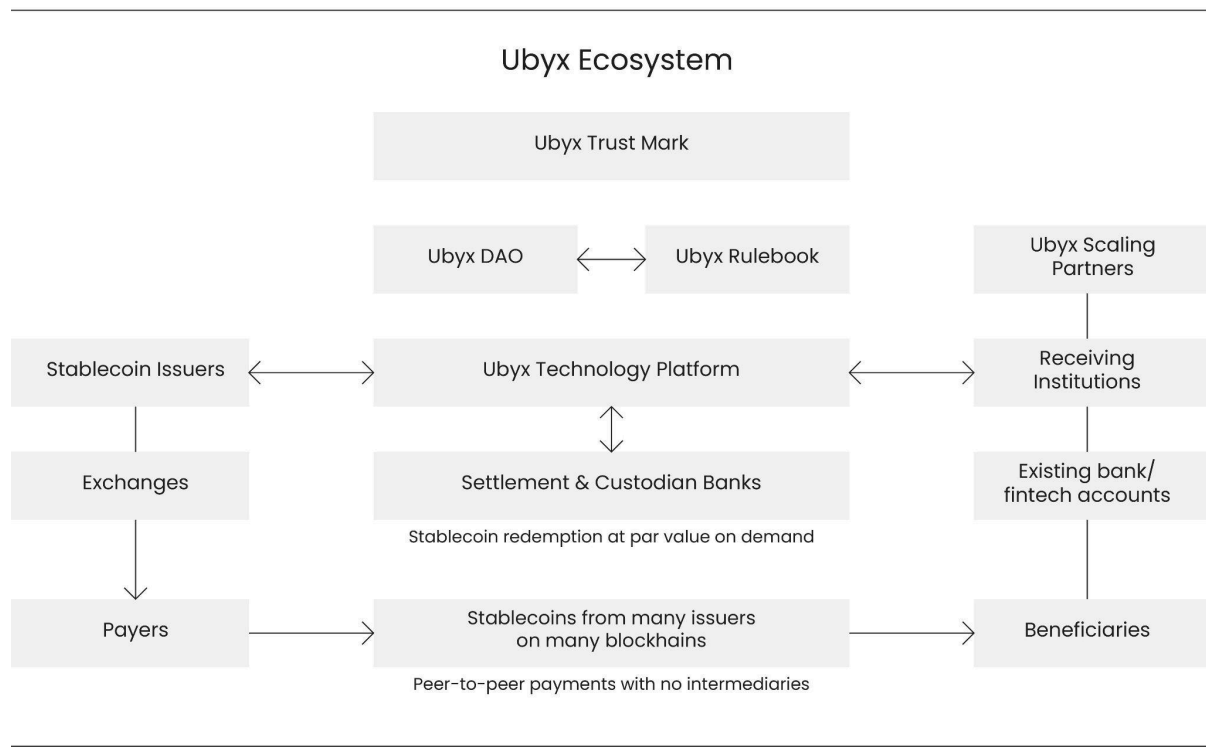 Ubyx Ecosystem
Ubyx Trust Mark
Ubyx DAO
Ubyx Rulebook
Ubyx Scaling
Partners
Stablecoin Issuers
Ubyx Technology Platform
Receiving
Institutions
Exchanges
Settlement & Custodian Banks
Existing bank/
fintech accounts
Stablecoin redemption at par value on demand
Payers
Stablecoins from many issuers
on many blockhains
Beneficiaries
Peer-to-peer payments with no intermediaries